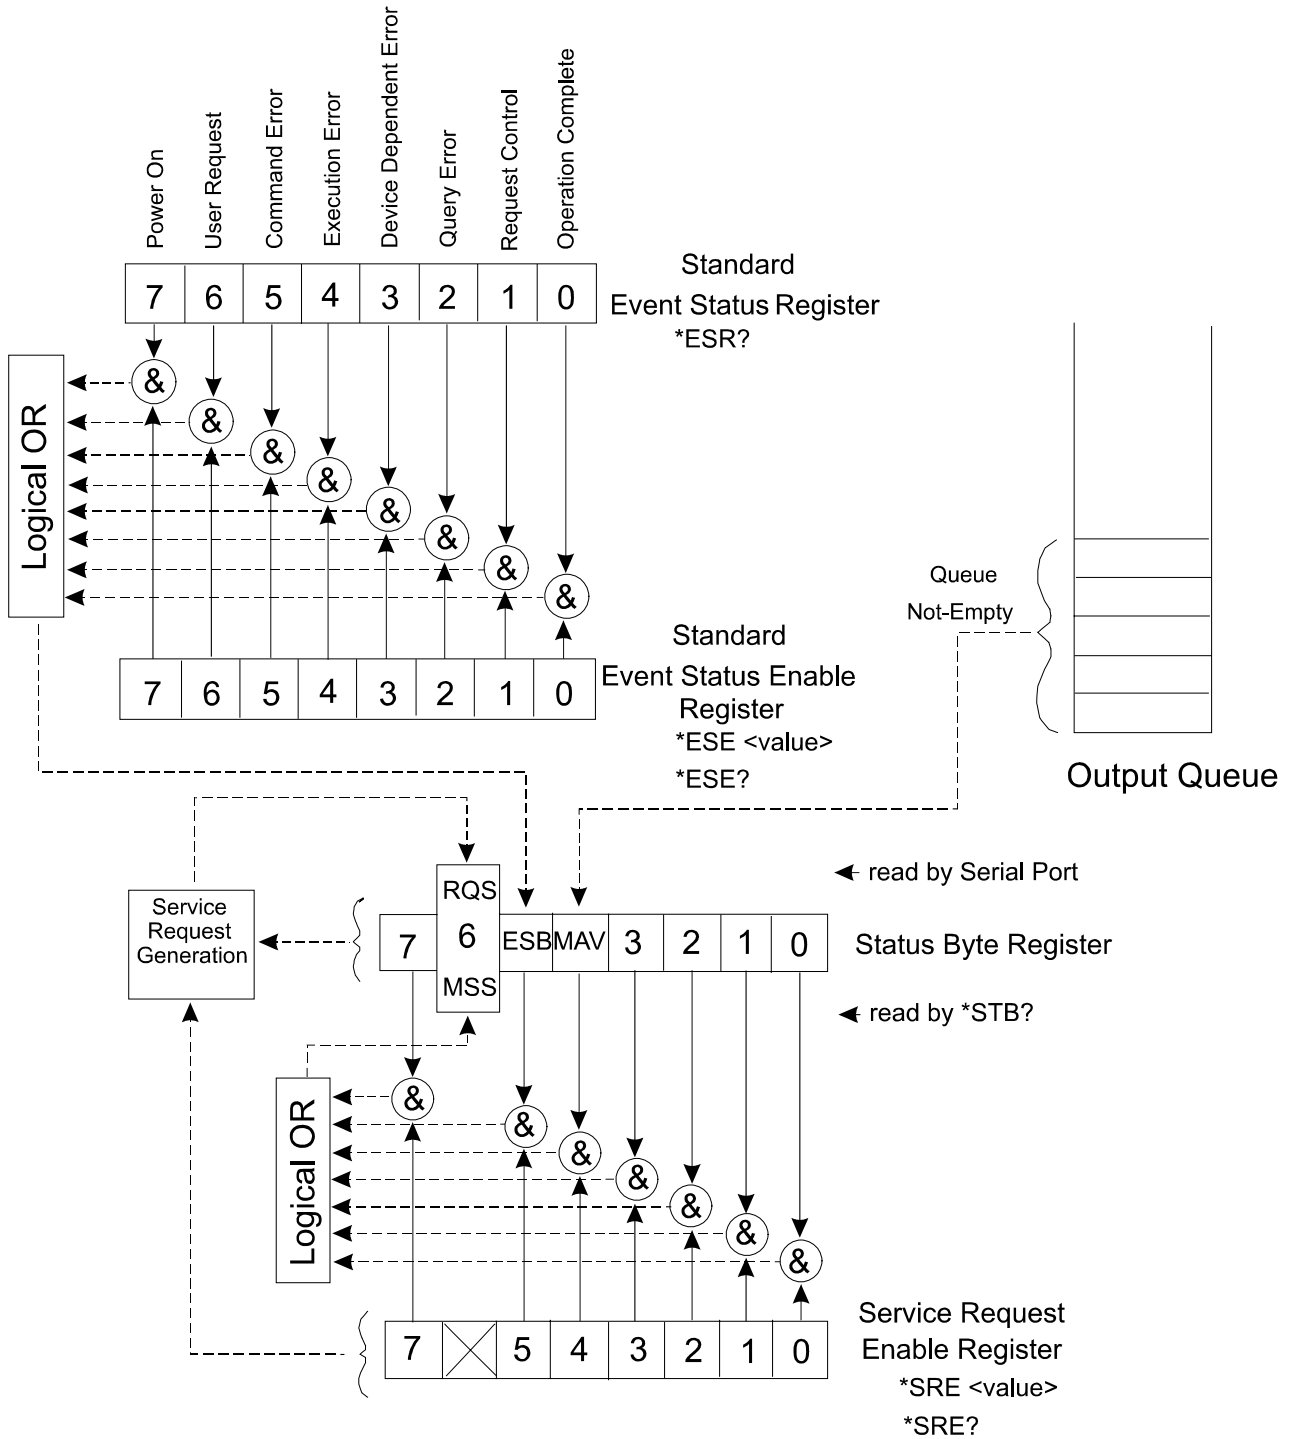 Power On
User Request
Command Error
Execution Error
Device Dependent Error
Query Error
Request Control
Operation Complete
7 6 5 4 3 2 1 0
Standard
Event Status Register
*ESR?
Logical OR
& & & & & & & &
7 6 5 4 3 2 1 0
Standard
Event Status Enable
Register
*ESE <value>
*ESE?
Queue
Not-Empty
Output Queue
Service
Request
Generation
RQS
7 6 ESB MAV 3 2 1 0
MSS
read by Serial Port
Status Byte Register
read by *STB?
Logical OR
& & & & & & &
7 5 4 3 2 1 0
Service Request
Enable Register
*SRE <value>
*SRE?